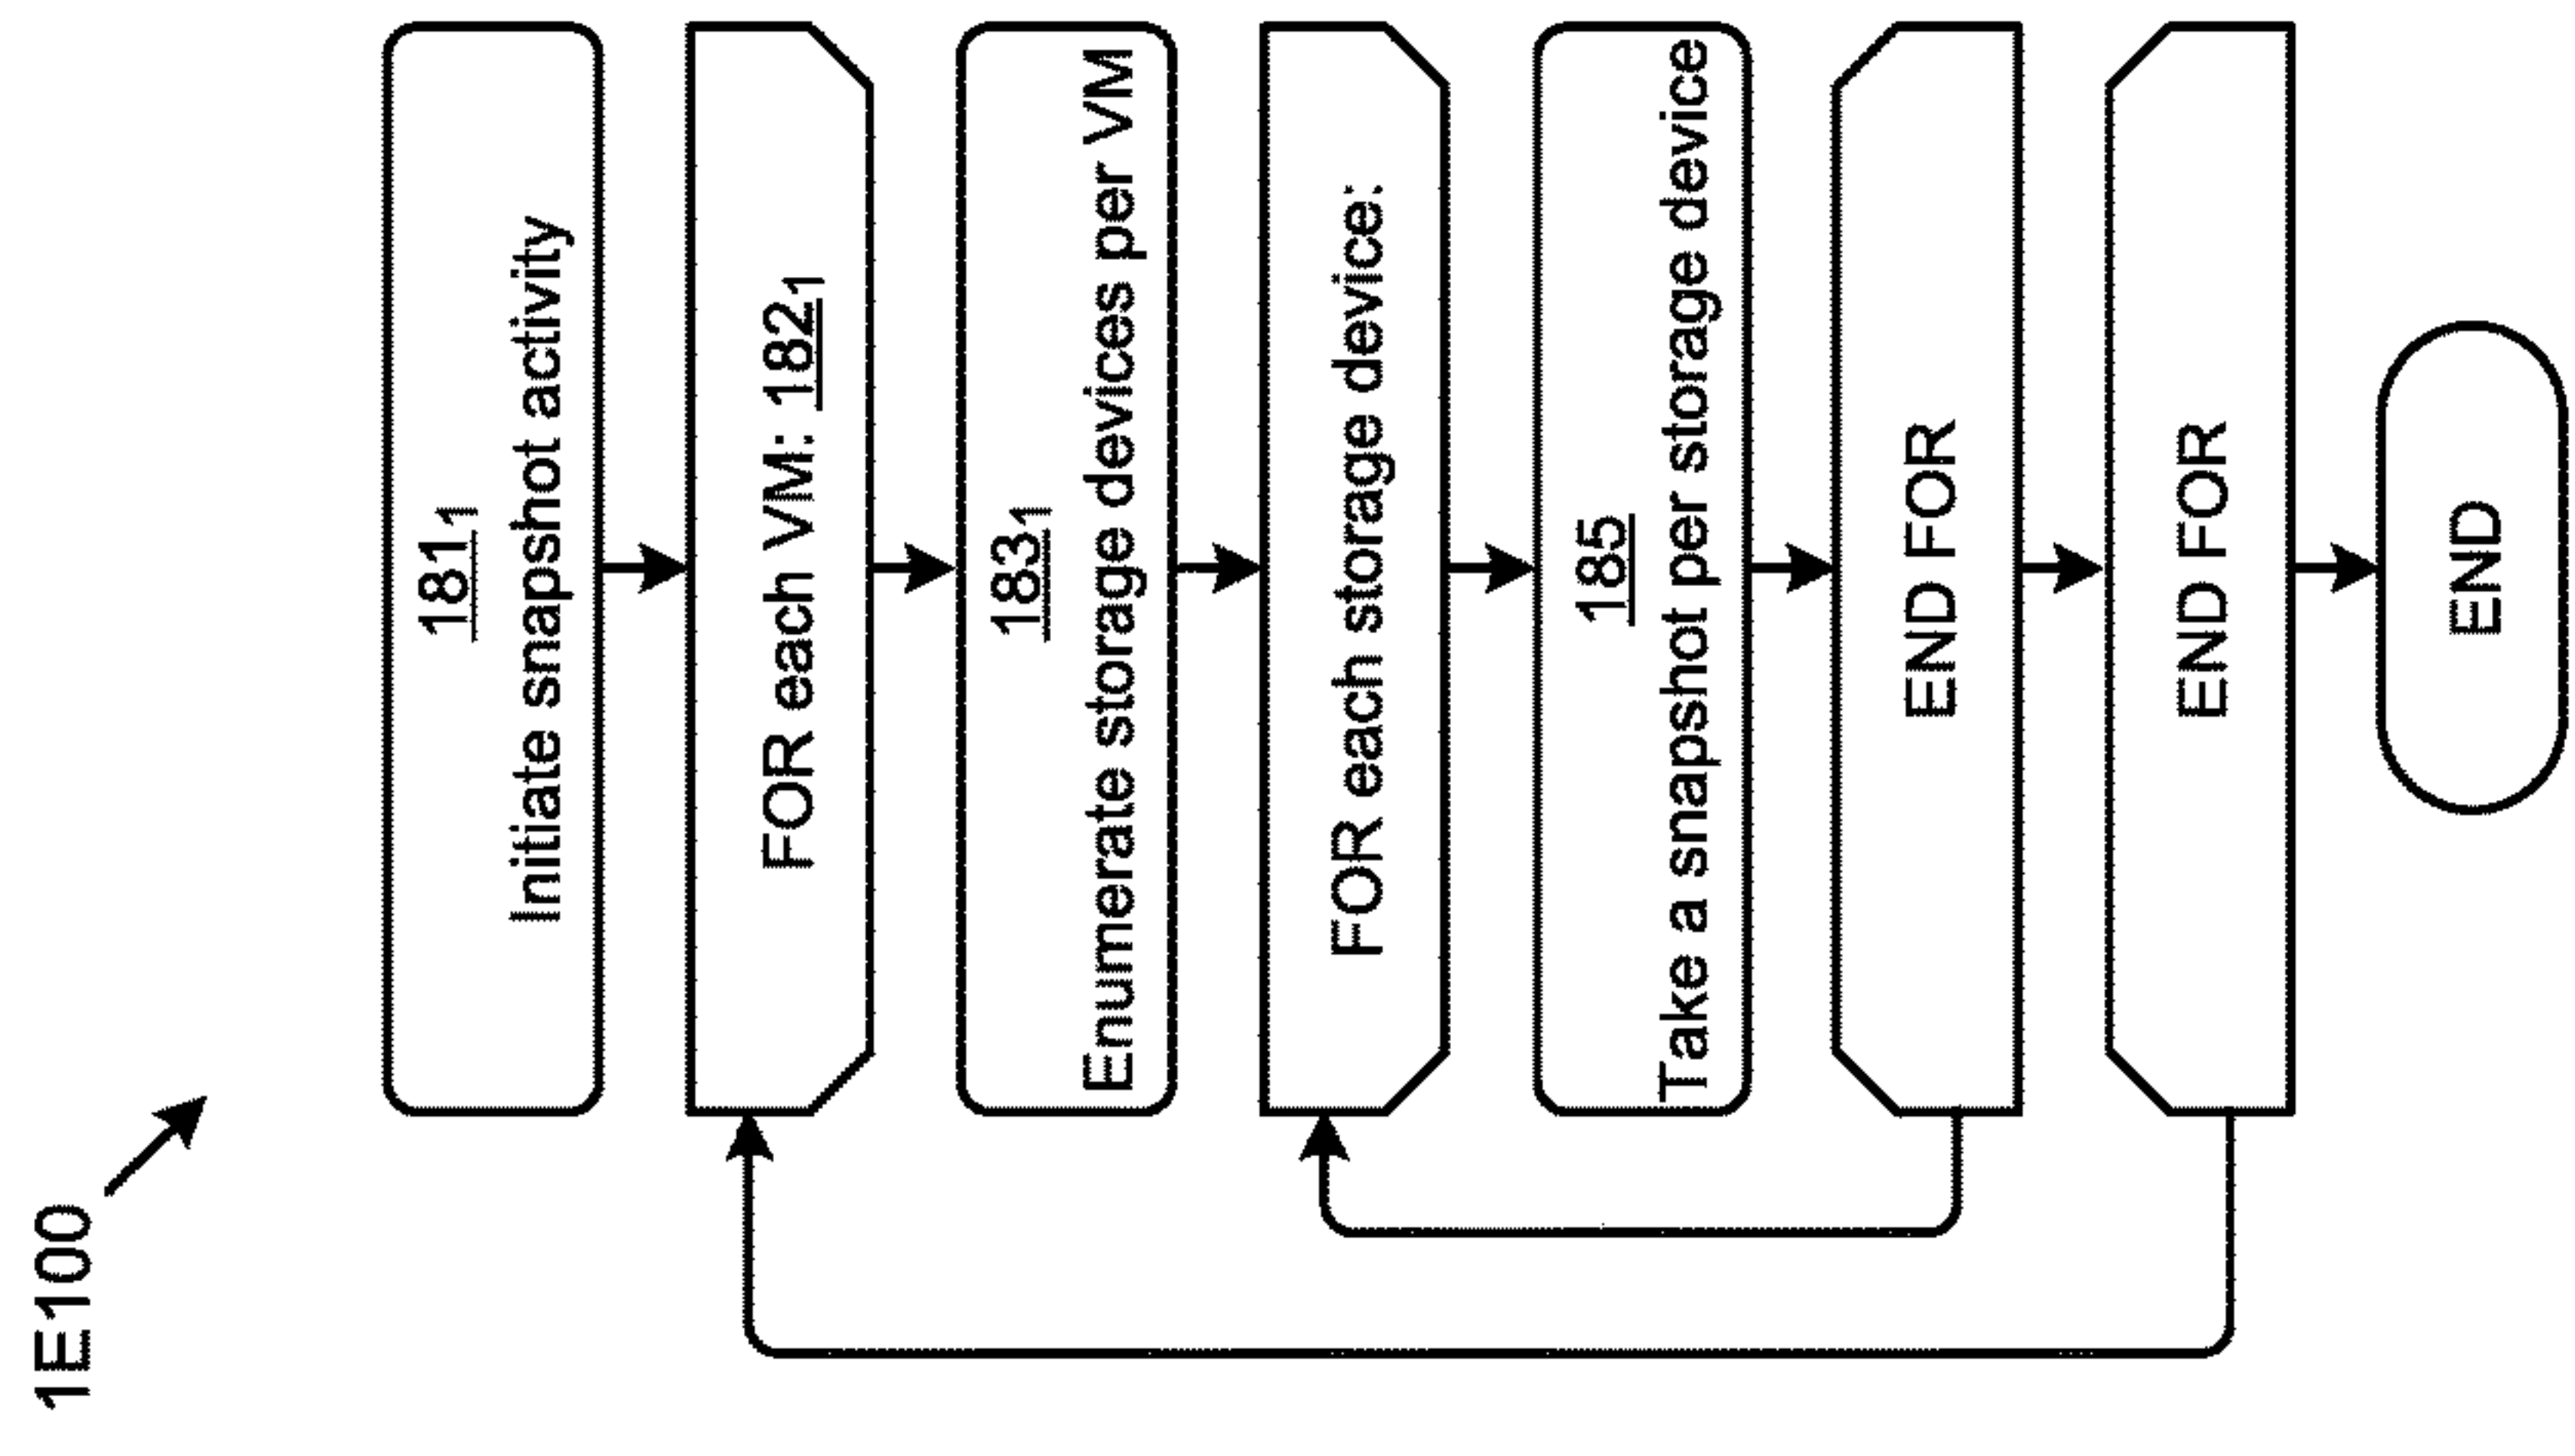 1E100
181₁
Initiate snapshot activity
FOR each VM: 182₁
183₁
Enumerate storage devices per VM
FOR each storage device:
185
Take a snapshot per storage device
END FOR
END FOR
END